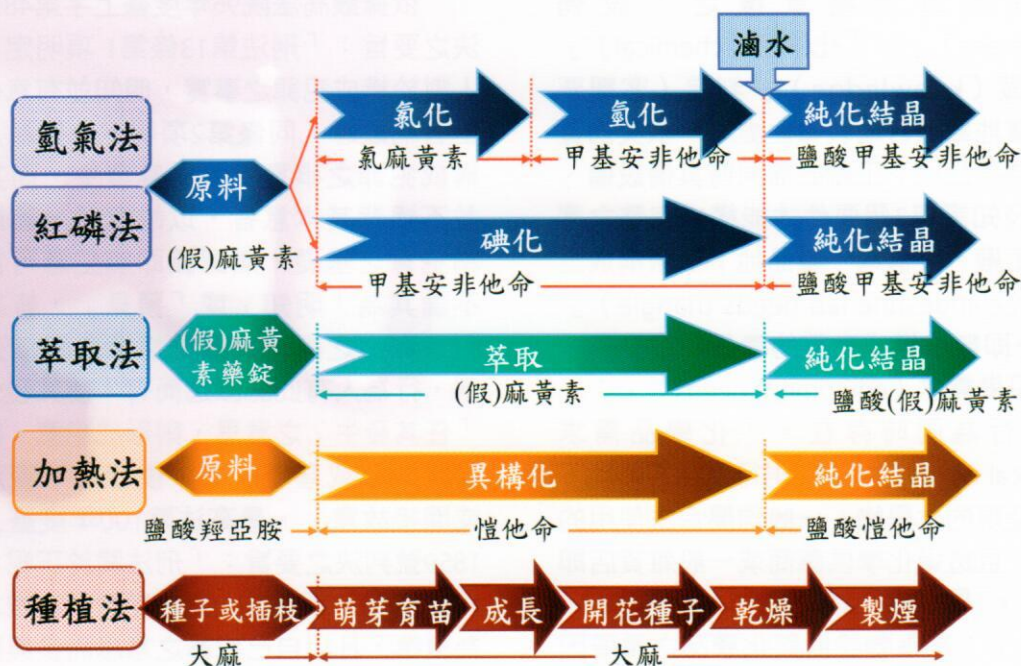 滷水
氫氣法
氯化
氫化
純化結晶
氯麻黃素
甲基安非他命
鹽酸甲基安非他命
原料
紅磷法
碘化
純化結晶
(假)麻黃素
甲基安非他命
鹽酸甲基安非他命
萃取法
(假)麻黃
素藥錠
萃取
純化結晶
(假)麻黃素
鹽酸(假)麻黃素
加熱法
原料
異構化
純化結晶
鹽酸羥亞胺
愷他命
鹽酸愷他命
種植法
種子或插枝
萌芽育苗
成長
開花種子
乾燥
製煙
大麻
大麻